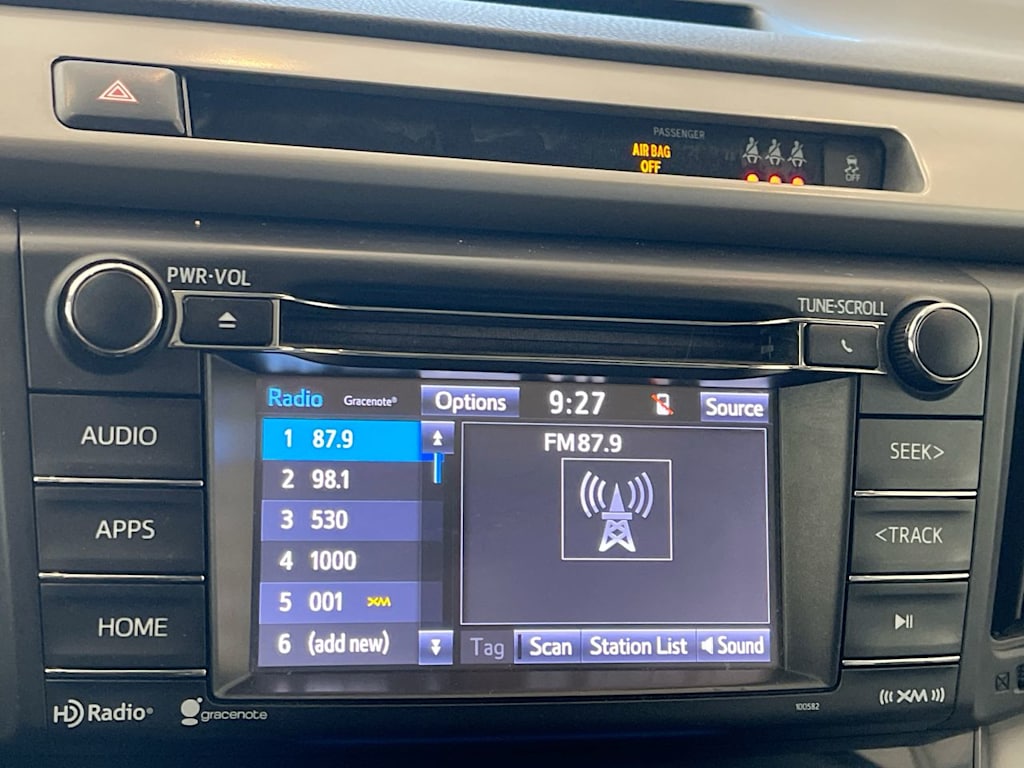 PASSENGER
AIR BAG
OFF
OFF
PWR·VOL
TUNE·SCROLL
Radio Gracenote® Options 9:27 Source
AUDIO
APPS
HOME
1 87.9
2 98.1
3 530
4 1000
5 001 XM
6 (add new)
FM87.9
Tag Scan Station List Sound
SEEK>
<TRACK
HD Radio®
gracenote
100582
XM